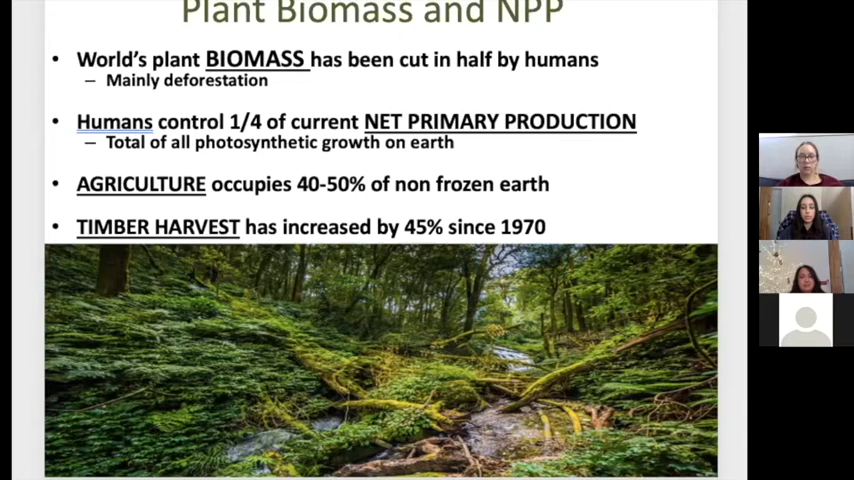 Plant Biomass and NPP
• World's plant BIOMASS has been cut in half by humans
– Mainly deforestation
• Humans control 1/4 of current NET PRIMARY PRODUCTION
– Total of all photosynthetic growth on earth
• AGRICULTURE occupies 40-50% of non frozen earth
• TIMBER HARVEST has increased by 45% since 1970